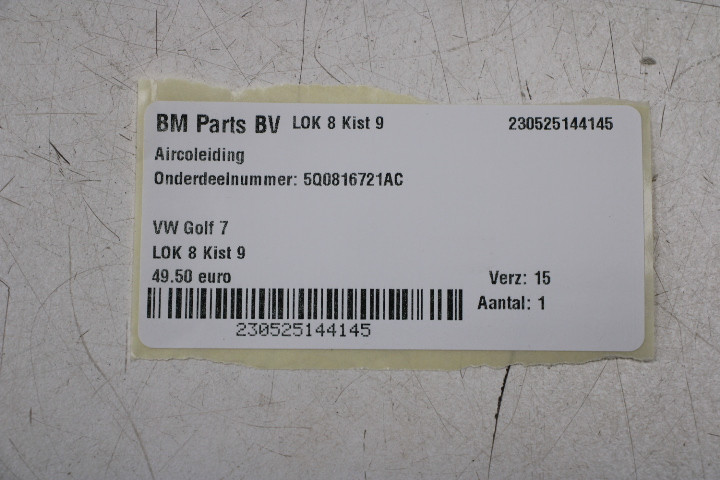 BM Parts BV LOK 8 Kist 9 230525144145
Aircoleiding
Onderdeelnummer: 5Q0816721AC
VW Golf 7
LOK 8 Kist 9
49.50 euro Verz: 15
Aantal: 1
230525144145